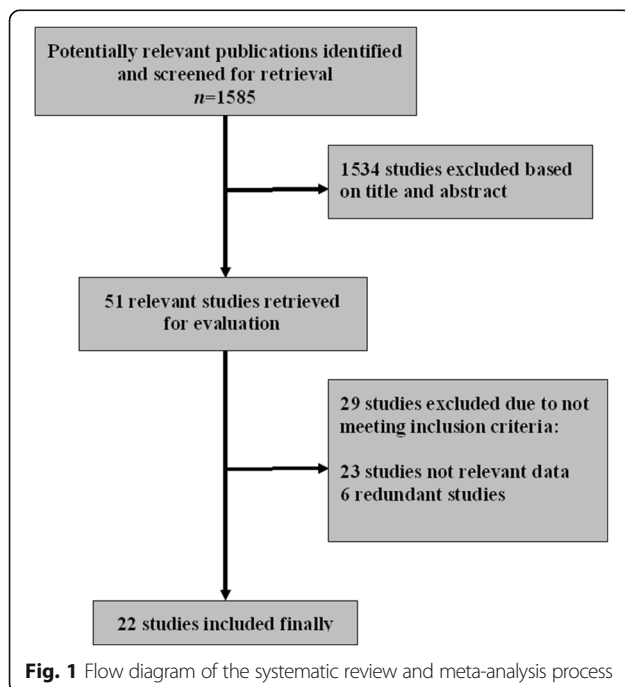 Potentially relevant publications identified
and screened for retrieval
n=1585
1534 studies excluded based
on title and abstract
51 relevant studies retrieved
for evaluation
29 studies excluded due to not
meeting inclusion criteria:
23 studies not relevant data
6 redundant studies
22 studies included finally
Fig. 1 Flow diagram of the systematic review and meta-analysis process